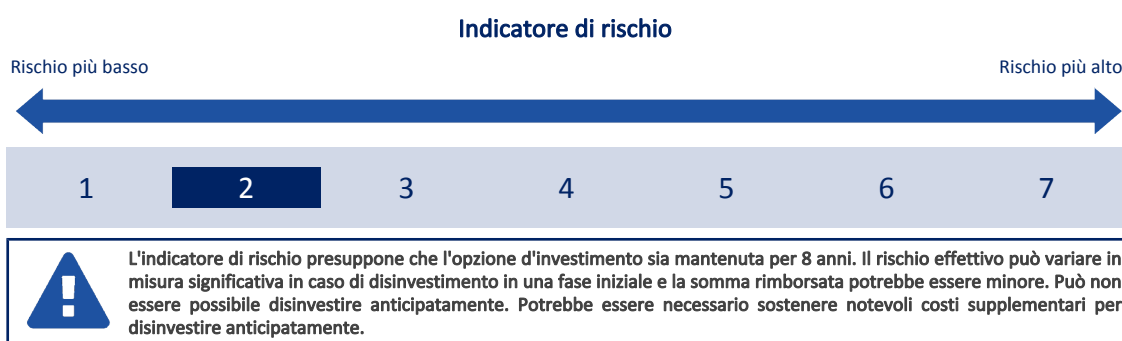 Indicatore di rischio
Rischio più basso
Rischio più alto
1 2 3 4 5 6 7
L'indicatore di rischio presuppone che l'opzione d'investimento sia mantenuta per 8 anni. Il rischio effettivo può variare in
misura significativa in caso di disinvestimento in una fase iniziale e la somma rimborsata potrebbe essere minore. Può non
essere possibile disinvestire anticipatamente. Potrebbe essere necessario sostenere notevoli costi supplementari per
disinvestire anticipatamente.